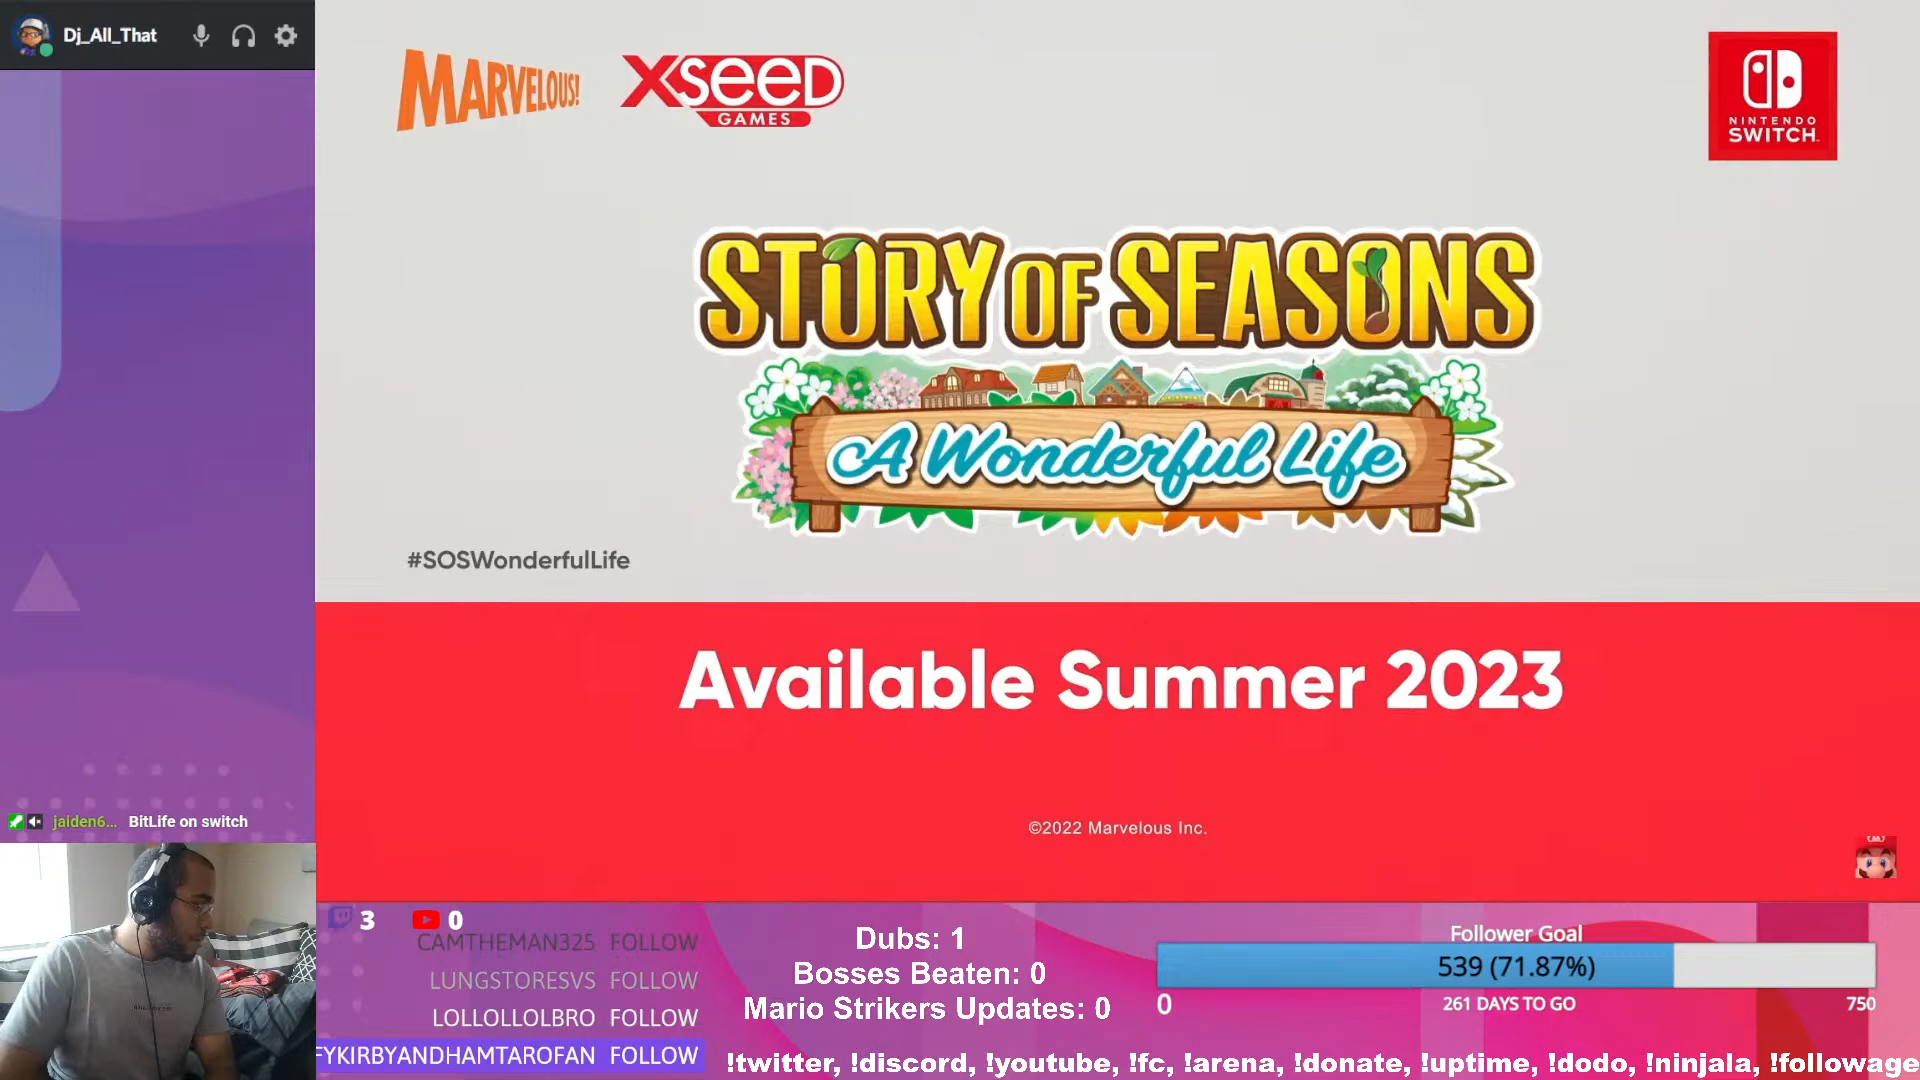 Dj_All_That
MARVELOUS!
XSEED
GAMES
NINTENDO
SWITCH
STORY OF SEASONS
A Wonderful Life
#SOSWonderfulLife
Available Summer 2023
©2022 Marvelous Inc.
jaiden6... BitLife on switch
3 0
CAMTHEMAN325 FOLLOW
LUNGSTORESVS FOLLOW
LOLLOLLOLBRO FOLLOW
FYKIRBYANDHAMTAROFAN FOLLOW
Dubs: 1
Bosses Beaten: 0
Mario Strikers Updates: 0
Follower Goal
539 (71.87%)
0 261 DAYS TO GO 750
!twitter, !discord, !youtube, !fc, !arena, !donate, !uptime, !dodo, !ninjala, !followage